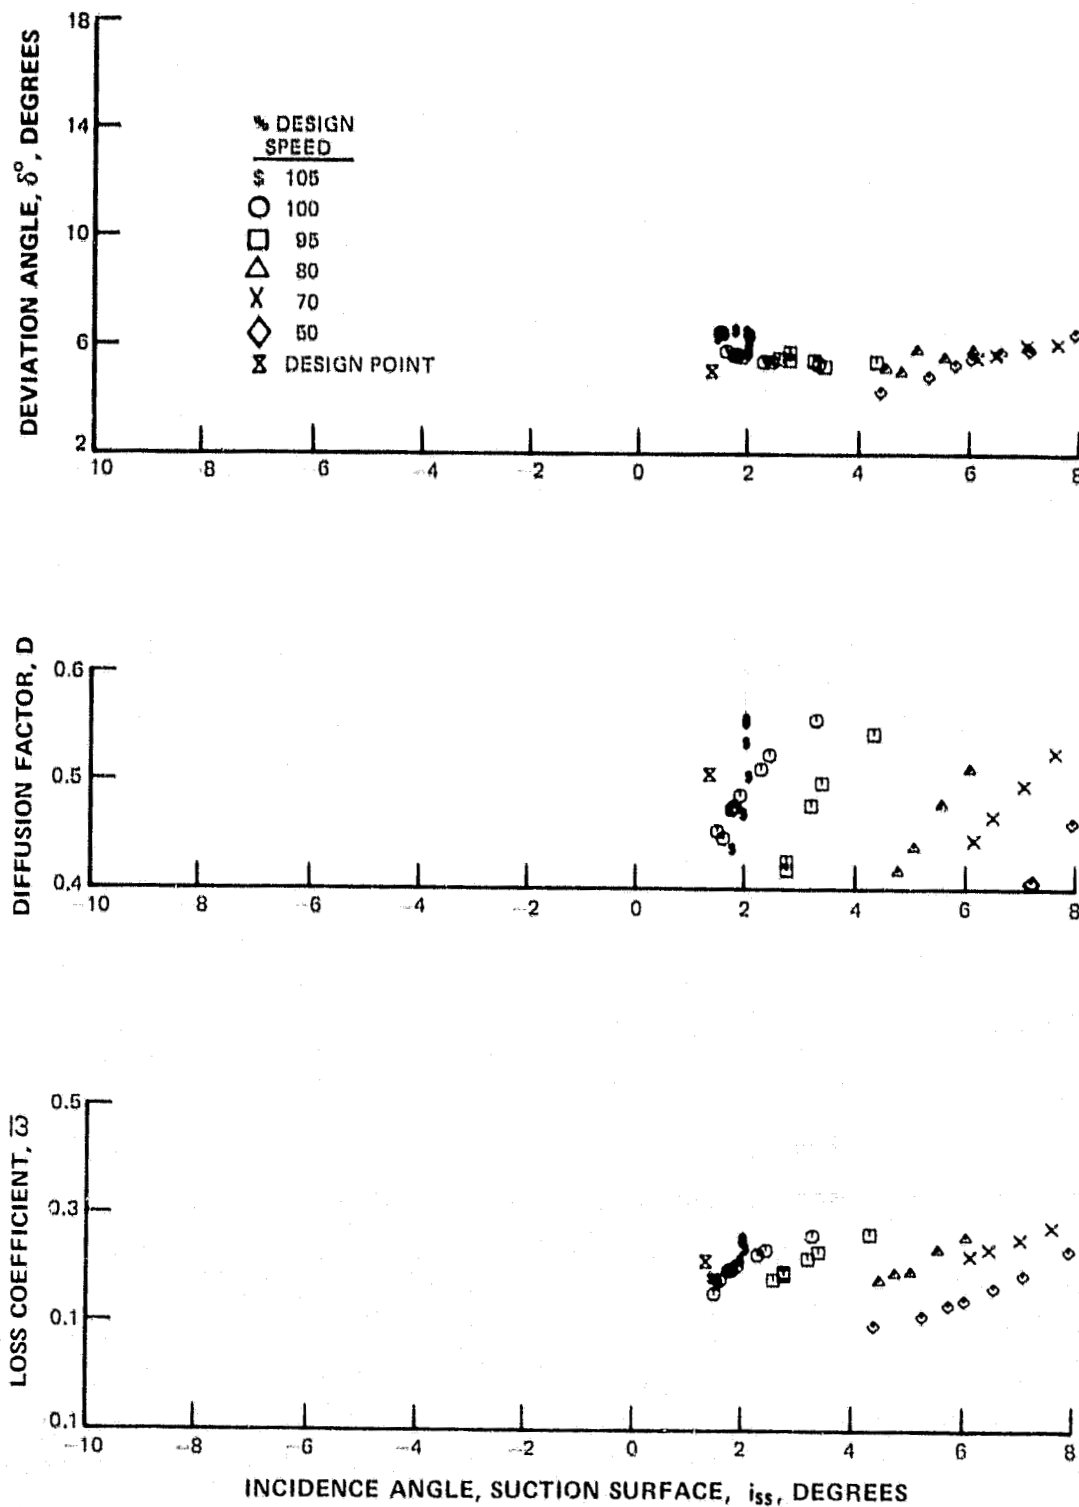 DEVIATION ANGLE, δ°, DEGREES
18
14
10
6
2
% DESIGN
SPEED
105
100
95
80
70
50
DESIGN POINT
10 8 6 -4 -2 0 2 4 6 8
DIFFUSION FACTOR, D
0.6
0.5
0.4
-10 8 -6 -4 -2 0 2 4 6 8
LOSS COEFFICIENT, ω̅
0.5
0.3
0.1
0.1
-10 -8 -6 -4 -2 0 2 4 6 8
INCIDENCE ANGLE, SUCTION SURFACE, iss, DEGREES